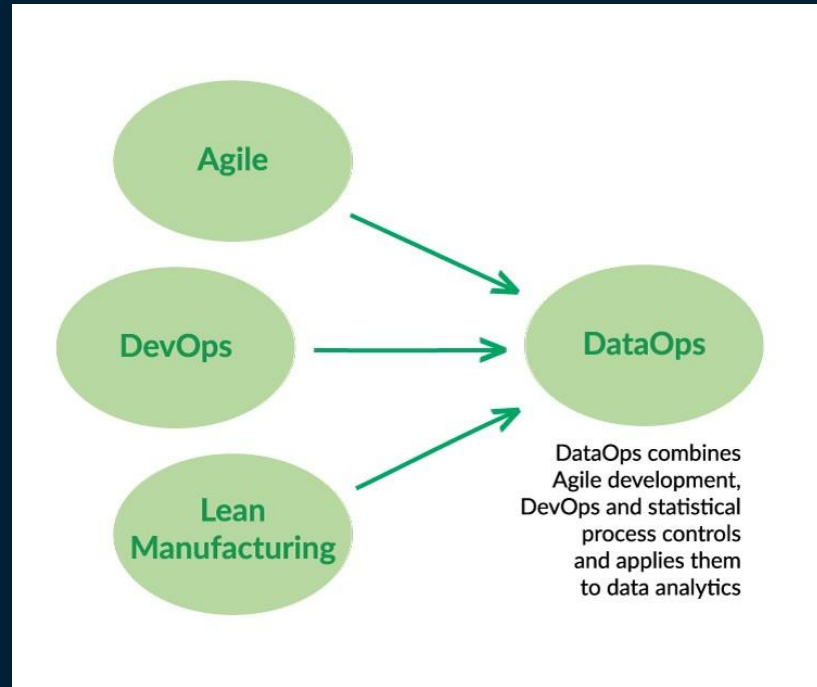 Agile
DevOps
DataOps
Lean
Manufacturing
DataOps combines
Agile development,
DevOps and statistical
process controls
and applies them
to data analytics